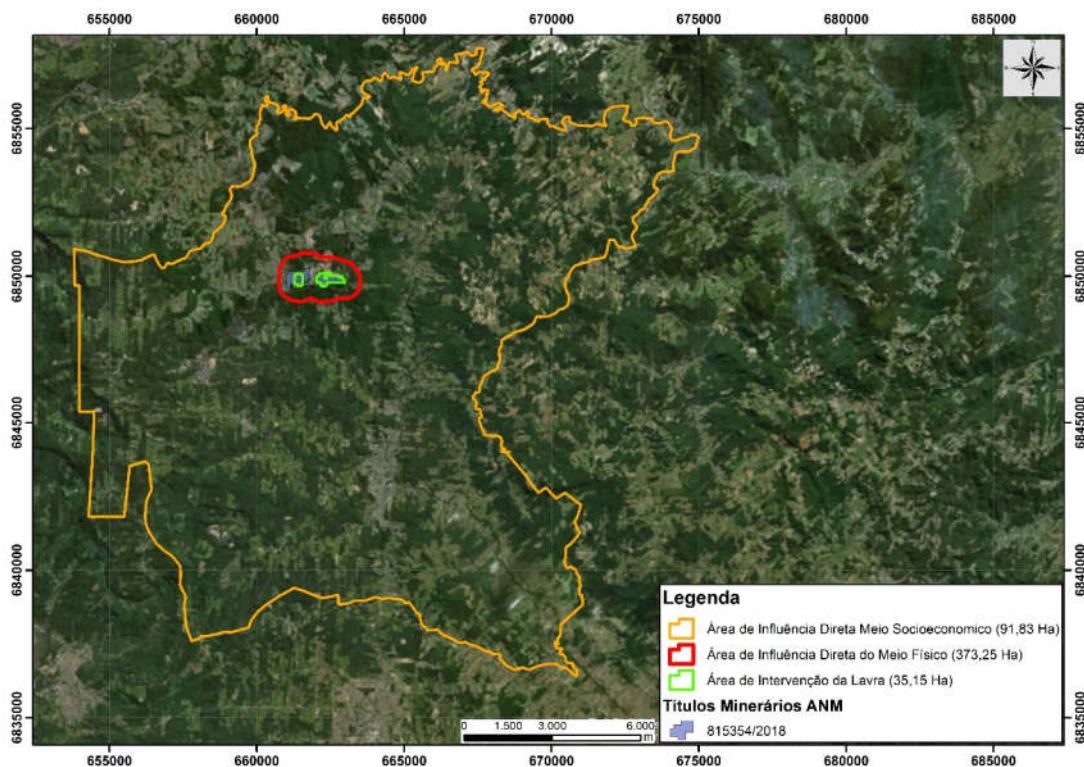 655000 660000 665000 670000 675000 680000 685000
6855000 6855000
6850000 6850000
6845000 6845000
6840000 6840000
6835000 6835000
Legenda
Área de Influência Direta Meio Socioeconomico (91,83 Ha)
Área de Influência Direta do Meio Físico (373,25 Ha)
Área de Intervenção da Lavra (35,15 Ha)
Títulos Minerários ANM
815354/2018
0 1.500 3.000 6.000
m
655000 660000 665000 670000 675000 680000 685000